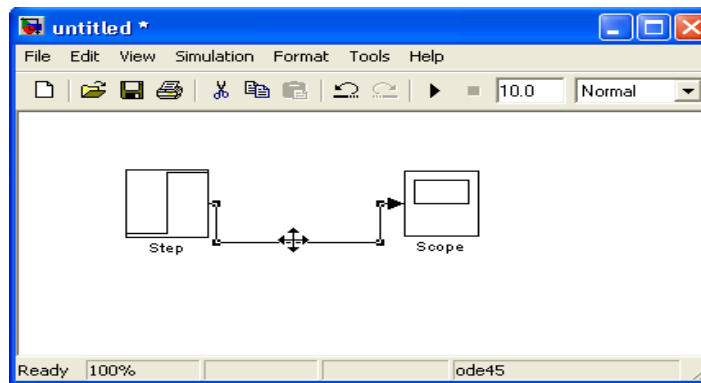 untitled *
File Edit View Simulation Format Tools Help
10.0 Normal
Step Scope
Ready 100% ode45